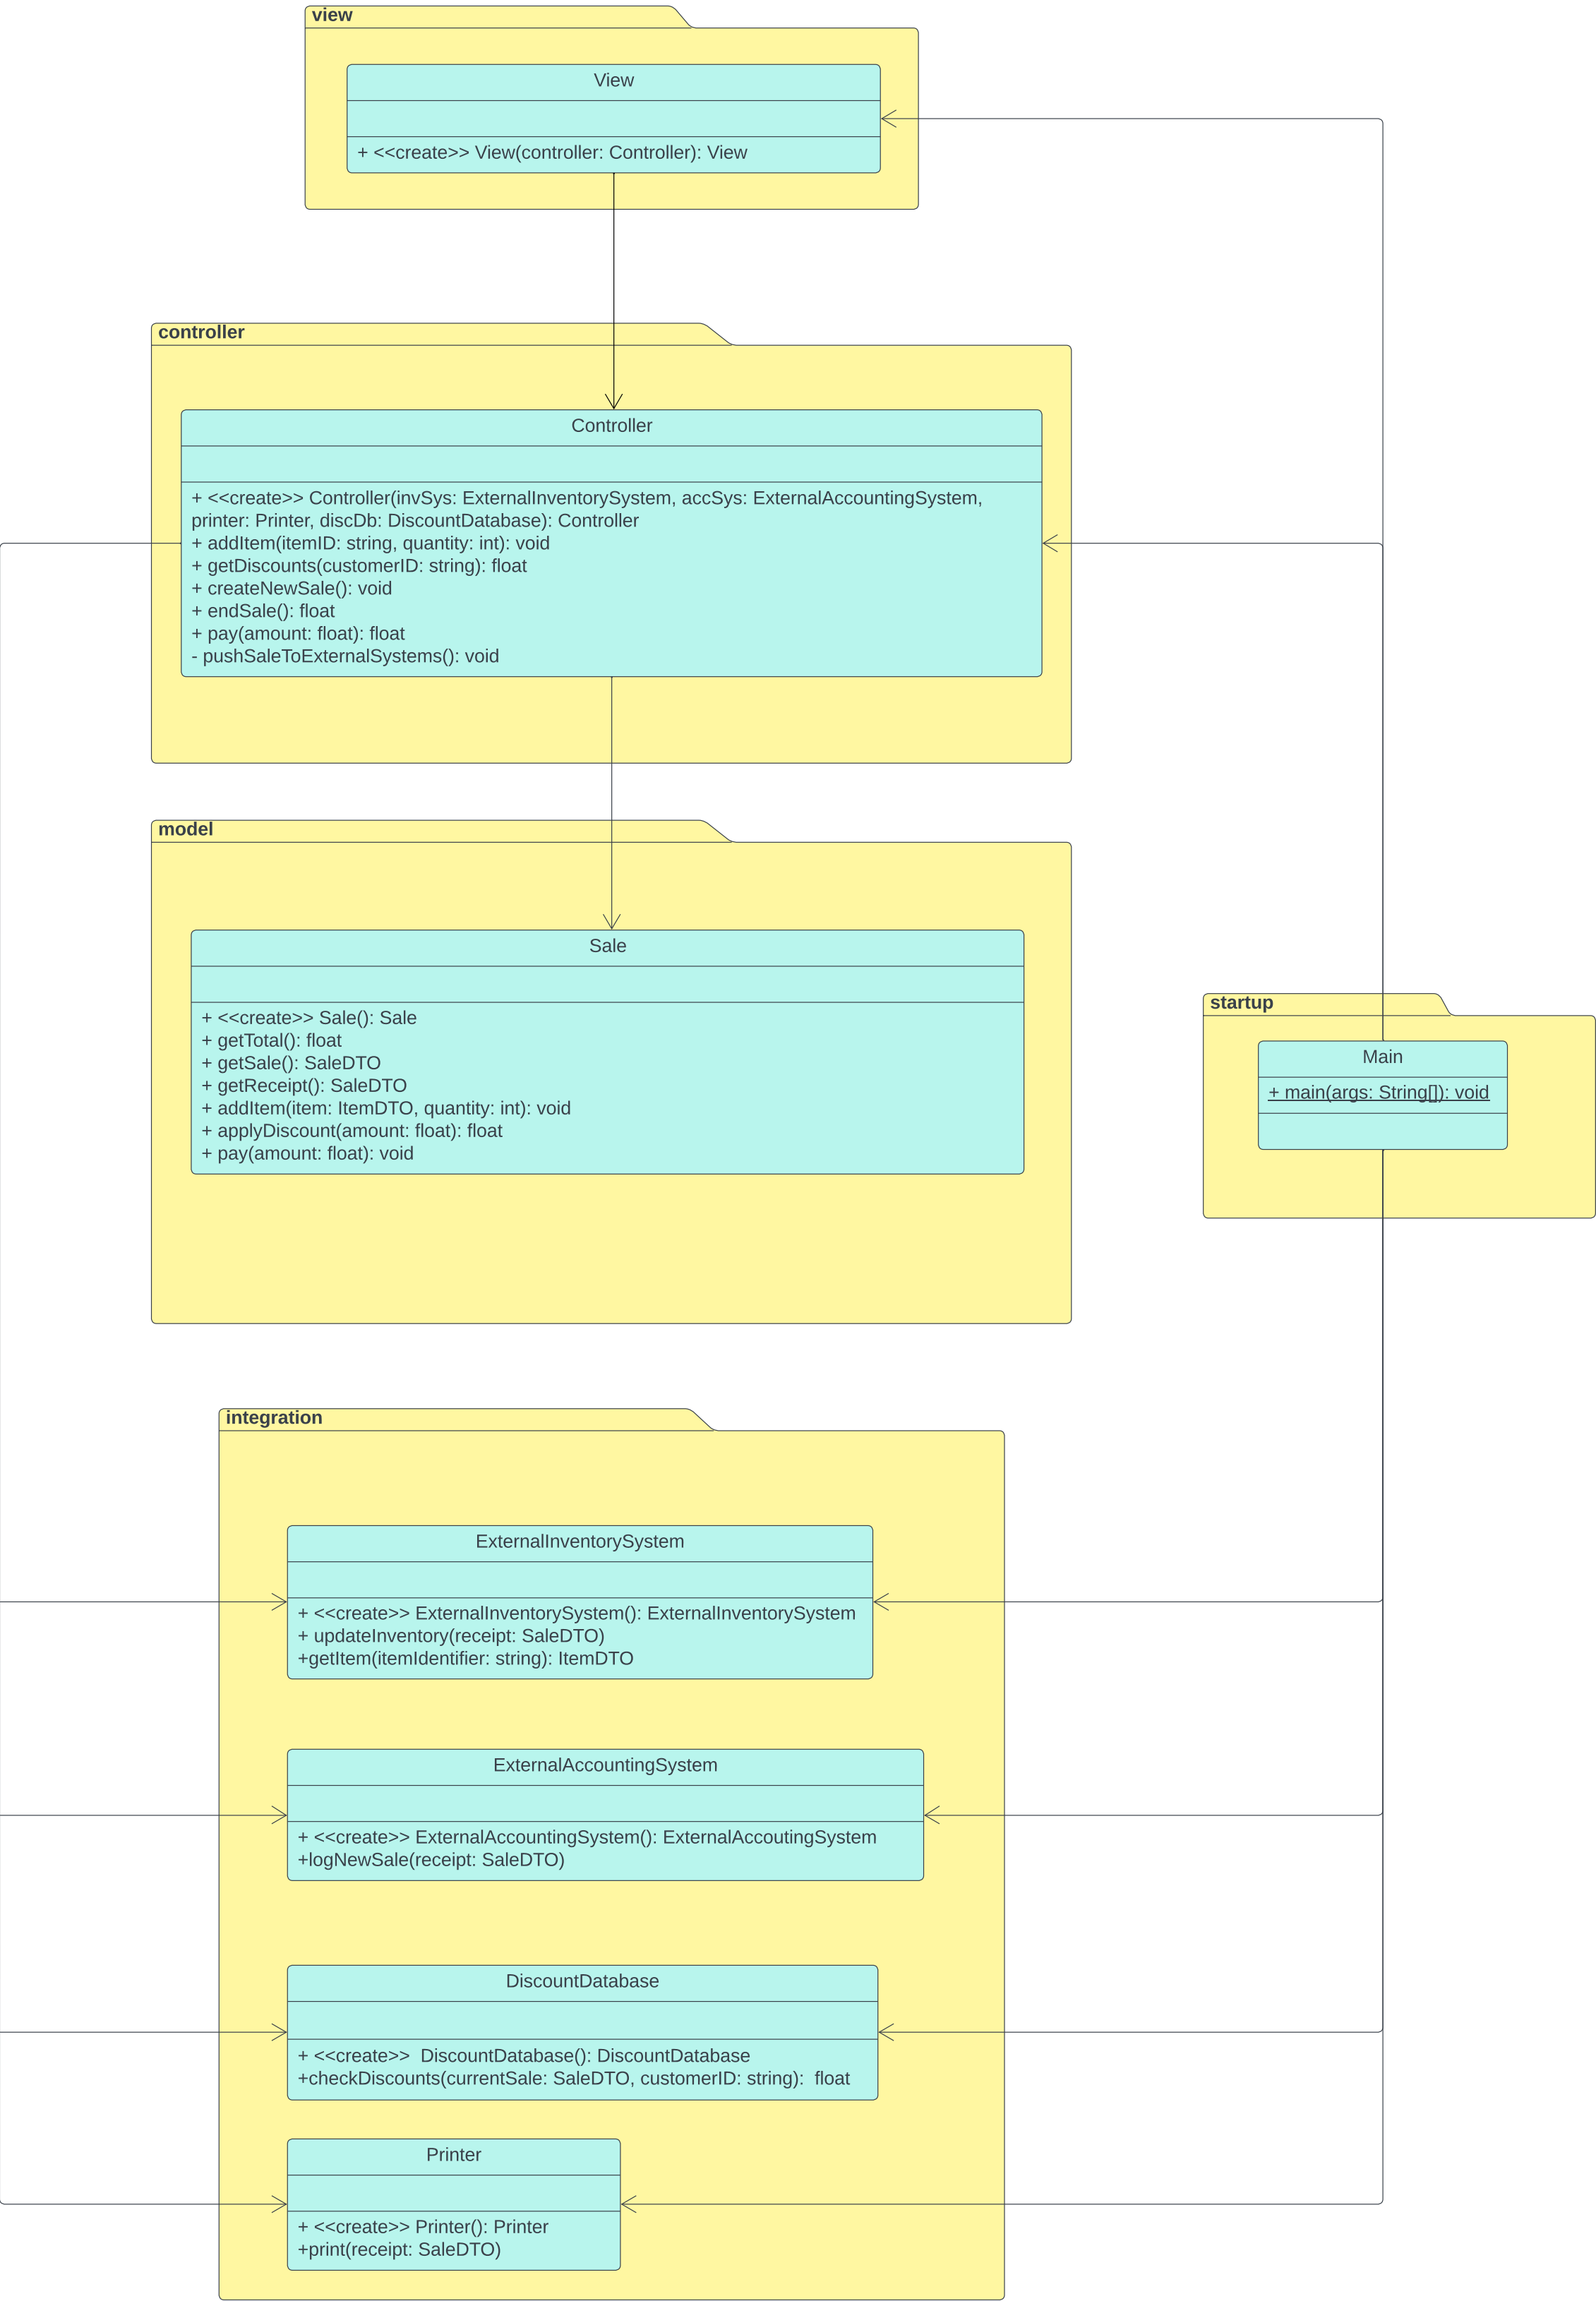 view
View
+ <<create>> View(controller: Controller): View
controller
Controller
+ <<create>> Controller(invSys: ExternalInventorySystem, accSys: ExternalAccountingSystem,
printer: Printer, discDb: DiscountDatabase): Controller
+ addItem(itemID: string, quantity: int): void
+ getDiscounts(customerID: string): float
+ createNewSale(): void
+ endSale(): float
+ pay(amount: float): float
- pushSaleToExternalSystems(): void
model
Sale
+ <<create>> Sale(): Sale
+ getTotal(): float
+ getSale(): SaleDTO
+ getReceipt(): SaleDTO
+ addItem(item: ItemDTO, quantity: int): void
+ applyDiscount(amount: float): float
+ pay(amount: float): void
startup
Main
+ main(args: String[]): void
integration
ExternalInventorySystem
+ <<create>> ExternalInventorySystem(): ExternalInventorySystem
+ updateInventory(receipt: SaleDTO)
+getItem(itemIdentifier: string): ItemDTO
ExternalAccountingSystem
+ <<create>> ExternalAccountingSystem(): ExternalAccoutingSystem
+logNewSale(receipt: SaleDTO)
DiscountDatabase
+ <<create>>  DiscountDatabase(): DiscountDatabase
+checkDiscounts(currentSale: SaleDTO, customerID: string):  float
Printer
+ <<create>> Printer(): Printer
+print(receipt: SaleDTO)